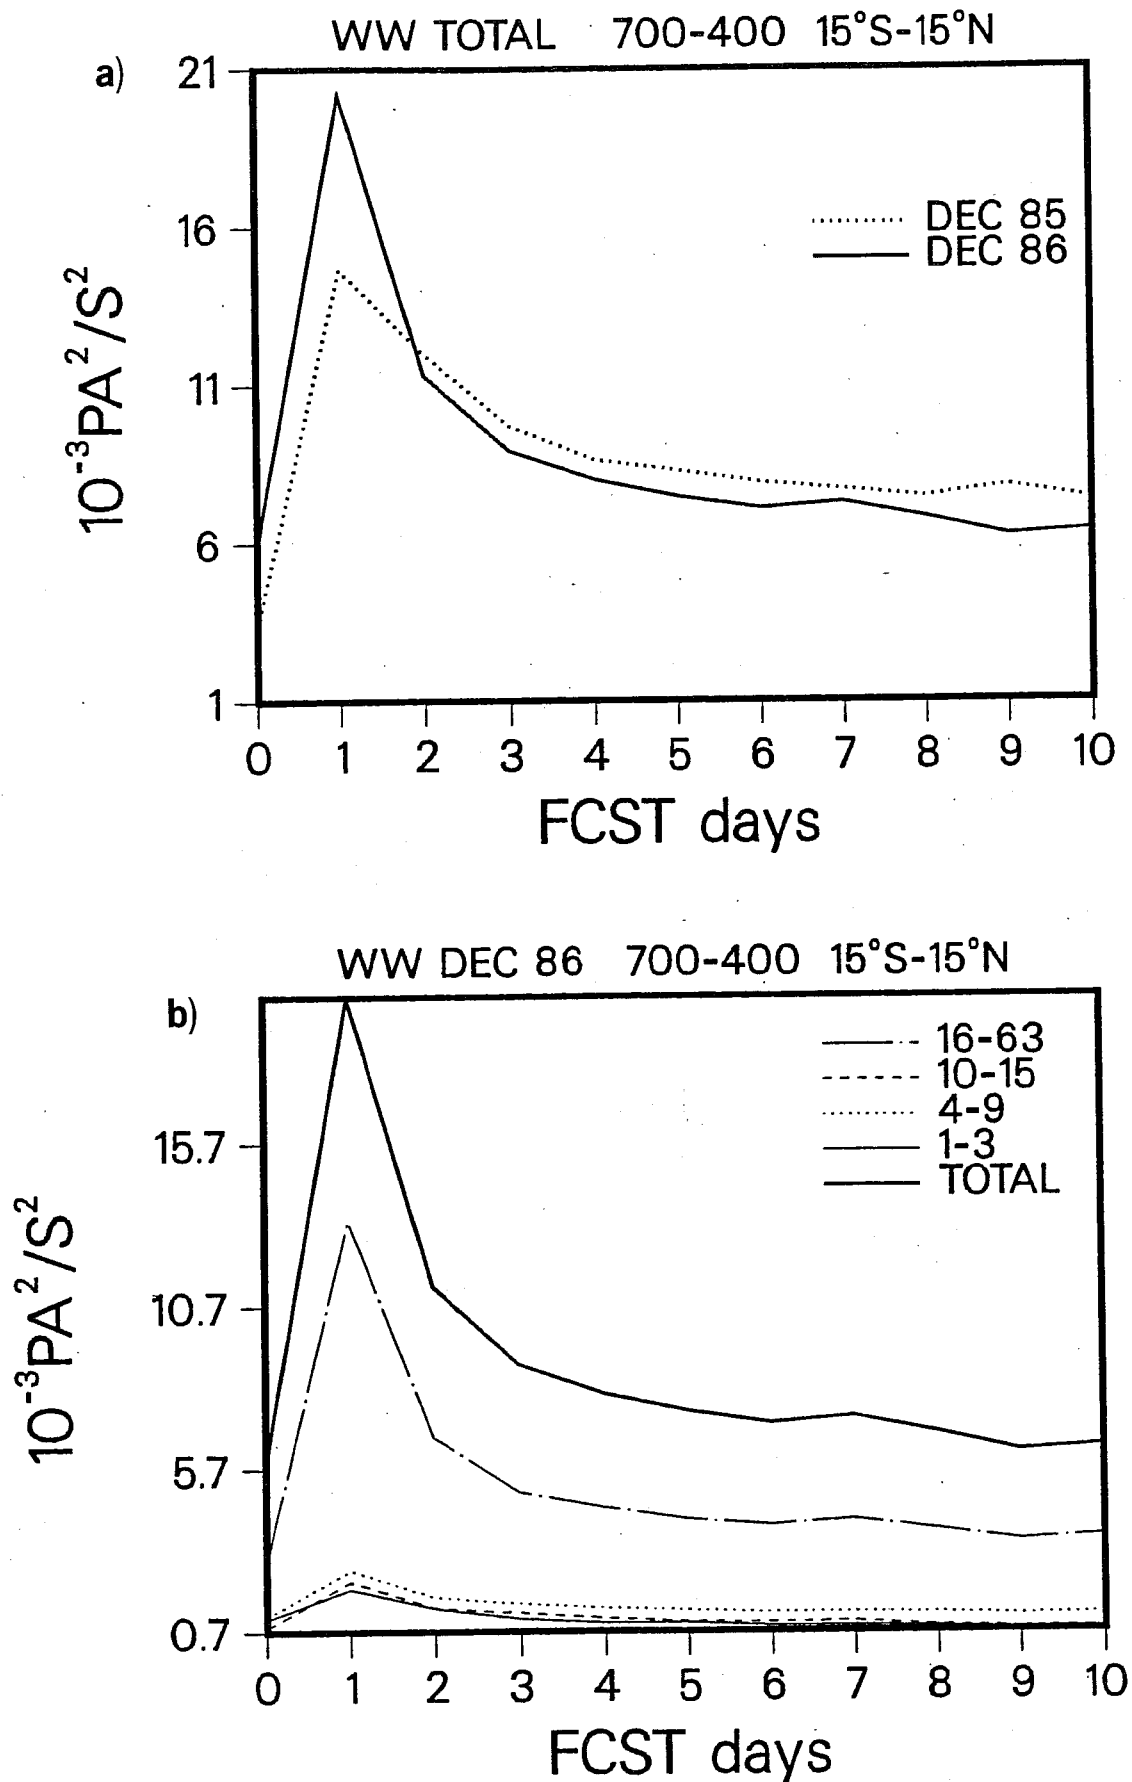 WW TOTAL 700-400 15°S-15°N
a)
21
16
11
6
1
10⁻³PA²/S²
DEC 85
DEC 86
0 1 2 3 4 5 6 7 8 9 10
FCST days
WW DEC 86 700-400 15°S-15°N
b)
15.7
10.7
5.7
0.7
10⁻³PA²/S²
16-63
10-15
4-9
1-3
TOTAL
0 1 2 3 4 5 6 7 8 9 10
FCST days